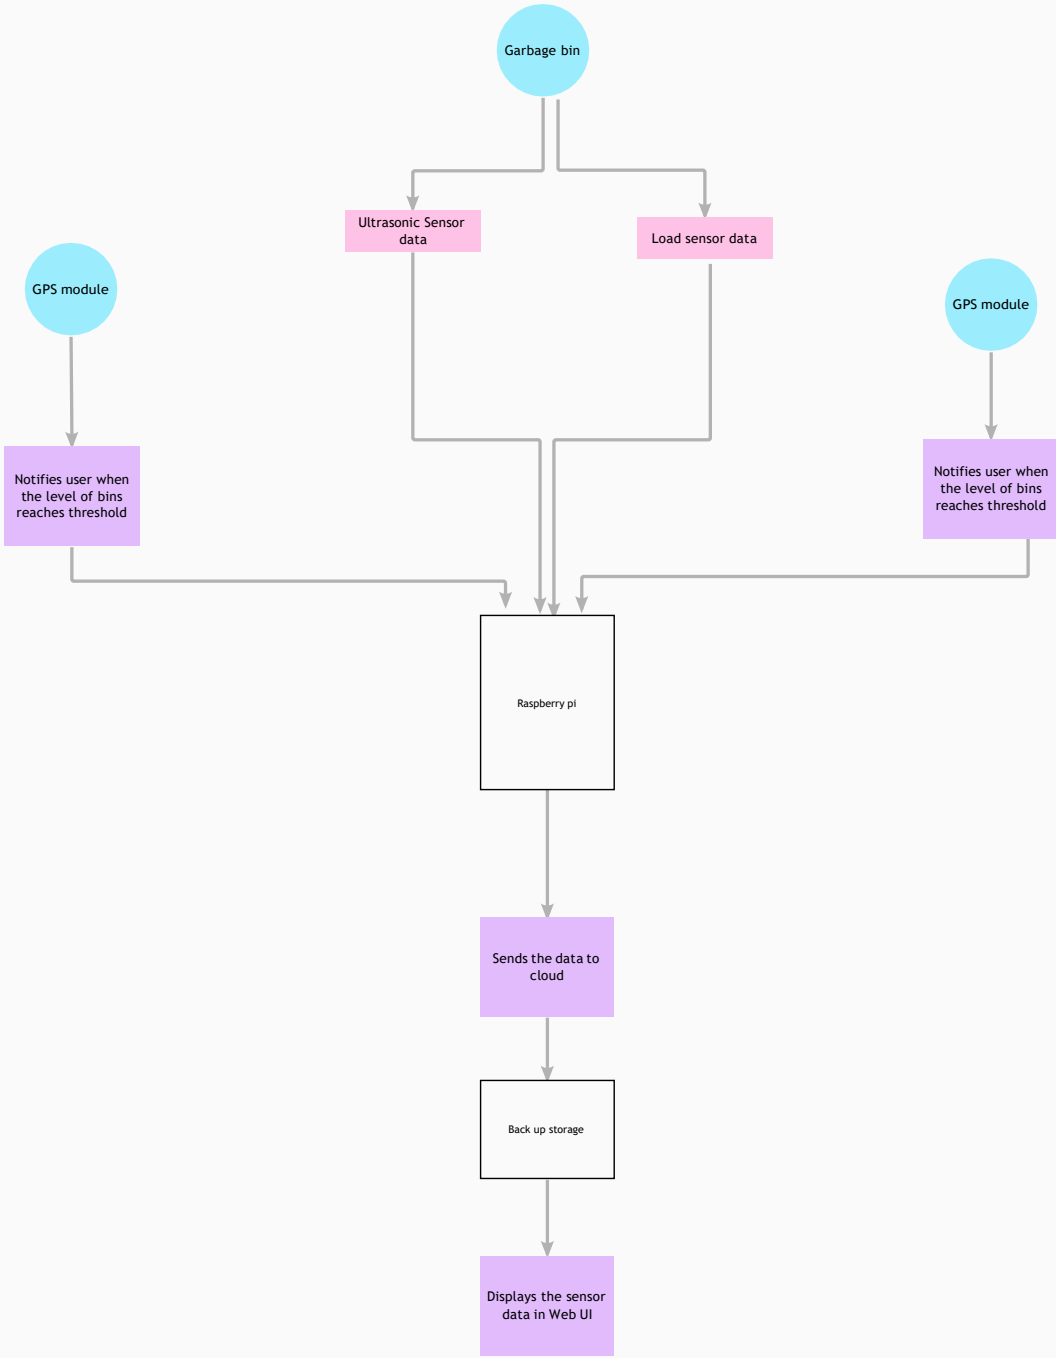 Garbage bin
Ultrasonic Sensor
data
Load sensor data
GPS module
GPS module
Notifies user when
the level of bins
reaches threshold
Notifies user when
the level of bins
reaches threshold
Raspberry pi
Sends the data to
cloud
Back up storage
Displays the sensor
data in Web UI